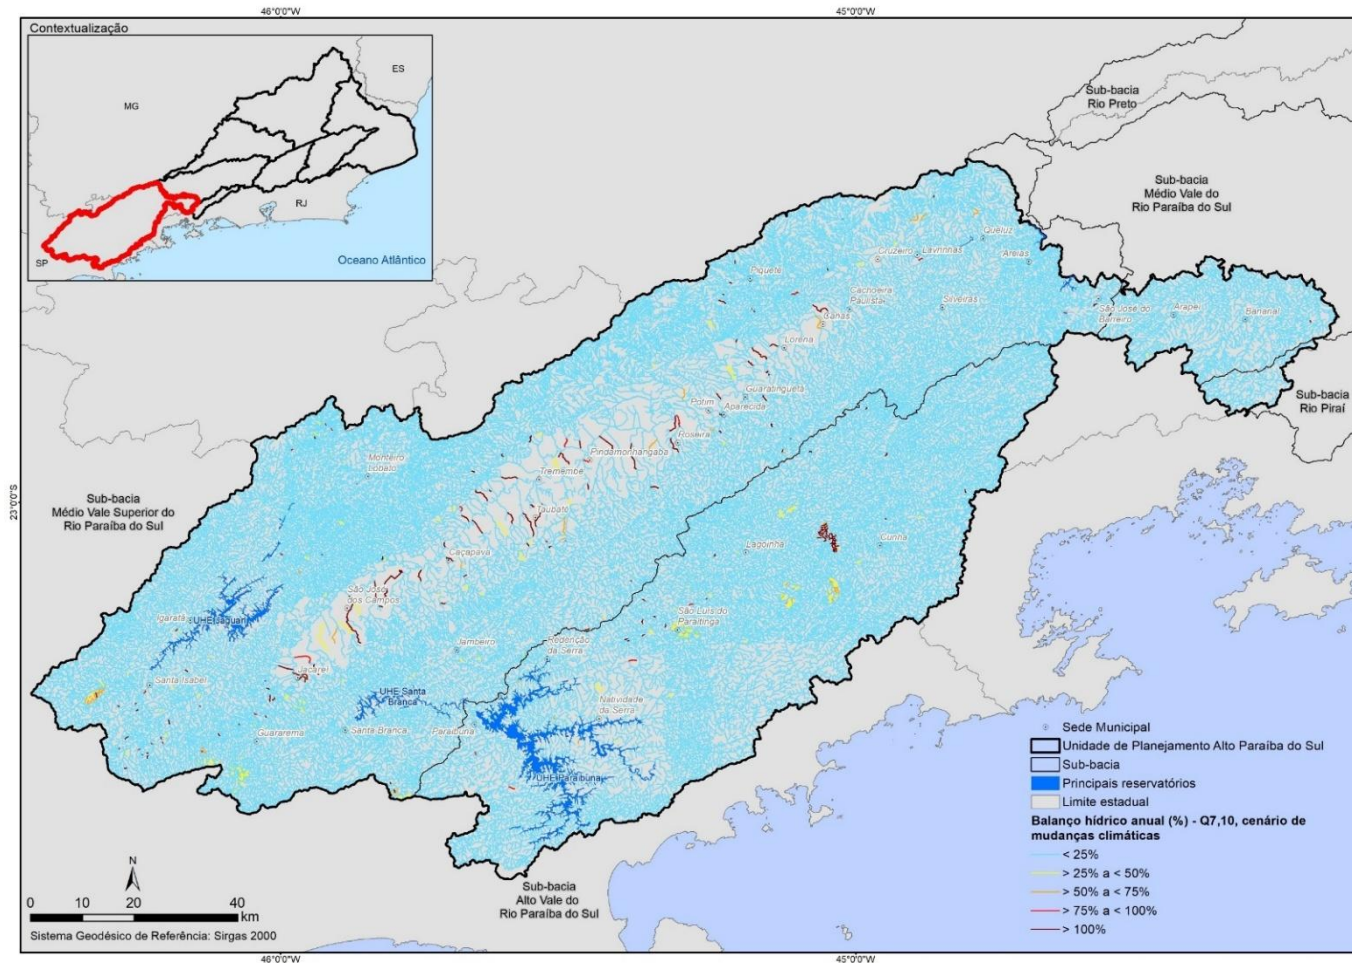 46°0'0"W
45°0'0"W
Contextualização
ES
MG
RJ
SP
Oceano Atlântico
Sub-bacia
Rio Preto
Sub-bacia
Médio Vale do
Rio Paraíba do Sul
Queluz
Cruzeiro
Lavrinhas
Areias
Piquete
Cachoeira
Paulista
Silveiras
São José do
Barreiro
Arapeí
Bananal
Canas
Lorena
Guaratinguetá
Potim
Aparecida
Sub-bacia
Rio Piraí
Roseira
Pindamonhangaba
Monteiro
Lobato
Tremembé
23°0'0"S
Sub-bacia
Médio Vale Superior do
Rio Paraíba do Sul
Taubaté
Caçapava
Lagoinha
Cunha
São José
dos Campos
Igaratá
UHE Jaguari
São Luís do
Paraitinga
Redenção
da Serra
Jambeiro
Jacareí
Santa Isabel
UHE Santa
Branca
Natividade
da Serra
Paraibuna
Santa Branca
Guararema
UHE Paraibuna
Sede Municipal
Unidade de Planejamento Alto Paraíba do Sul
Sub-bacia
Principais reservatórios
Limite estadual
Balanço hídrico anual (%) - Q7,10, cenário de
mudanças climáticas
< 25%
> 25% a < 50%
> 50% a < 75%
> 75% a < 100%
> 100%
N
0 10 20 40
km
Sistema Geodésico de Referência: Sirgas 2000
Sub-bacia
Alto Vale do
Rio Paraíba do Sul
46°0'0"W
45°0'0"W